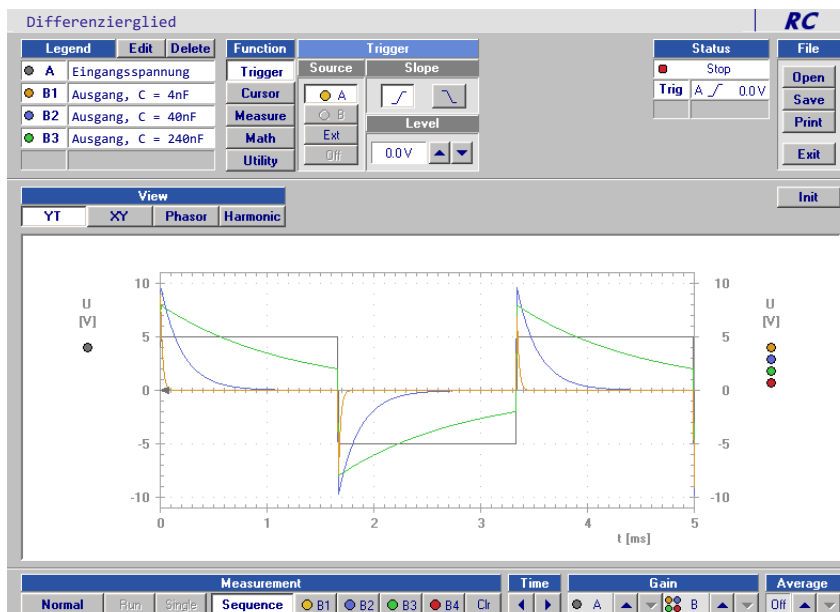 Differenzierglied RC
Legend Edit Delete Function Trigger Status File
A Eingangsspannung Trigger Source Slope Stop Open
B1 Ausgang, C = 4nF Cursor A Trig A 0.0V Save
B2 Ausgang, C = 40nF Measure B Level Print
B3 Ausgang, C = 240nF Math Ext
Utility Off 0.0V Exit
View Init
YT XY Phasor Harmonic
10 10
U [V] U [V]
5 5
0 0
-5 -5
-10 -10
0 1 2 3 4 5
t [ms]
Measurement Time Gain Average
Normal Run Single Sequence B1 B2 B3 B4 Clr A B Off